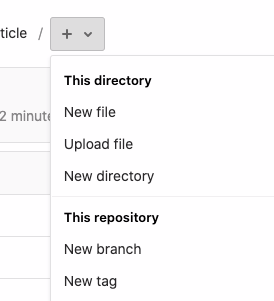 ticle / + 
This directory
2 minute
New file
Upload file
New directory
This repository
New branch
New tag